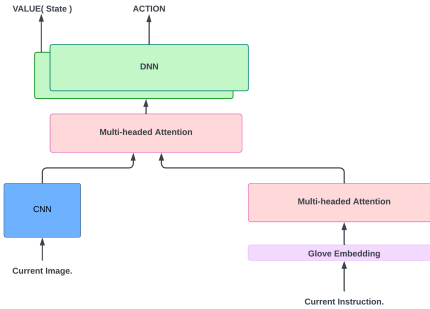 VALUE( State )
ACTION
DNN
Multi-headed Attention
CNN
Multi-headed Attention
Glove Embedding
Current Image.
Current Instruction.